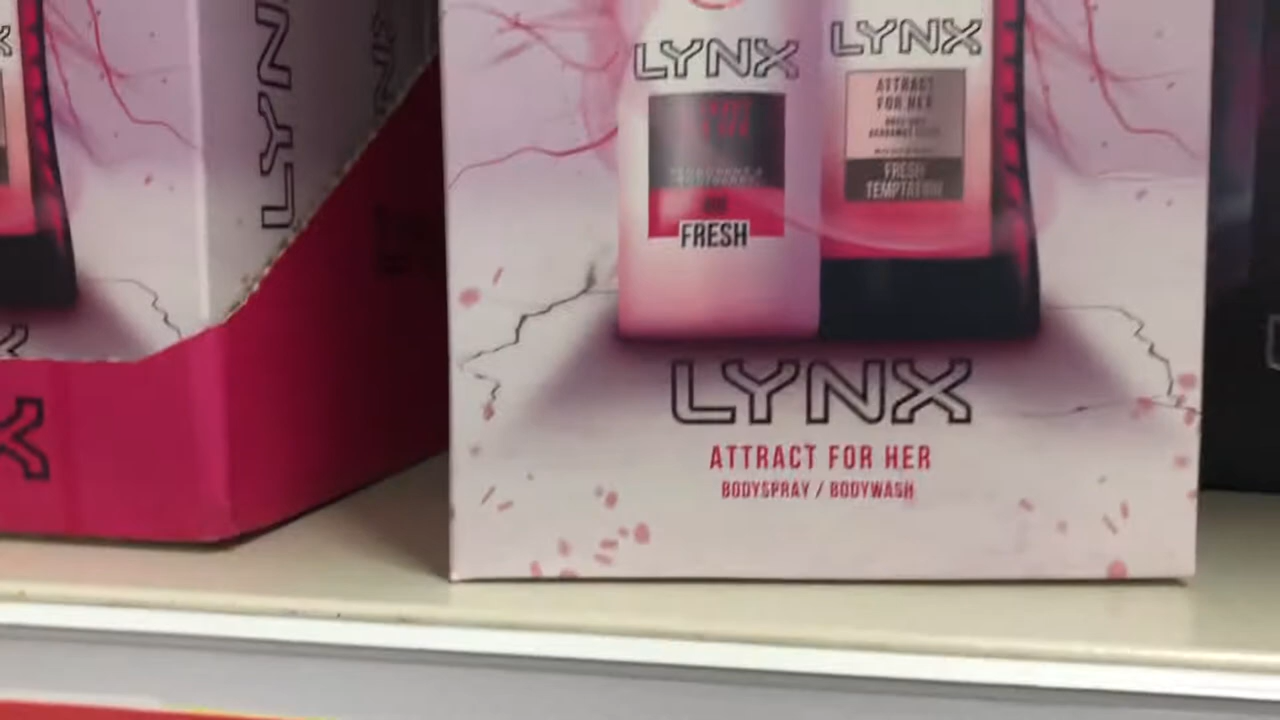 LYNX
LYNX
LYNX
ATTRACT
FOR HER
FRESH
TEMPTATION
FRESH
LYNX
ATTRACT FOR HER
BODYSPRAY / BODYWASH